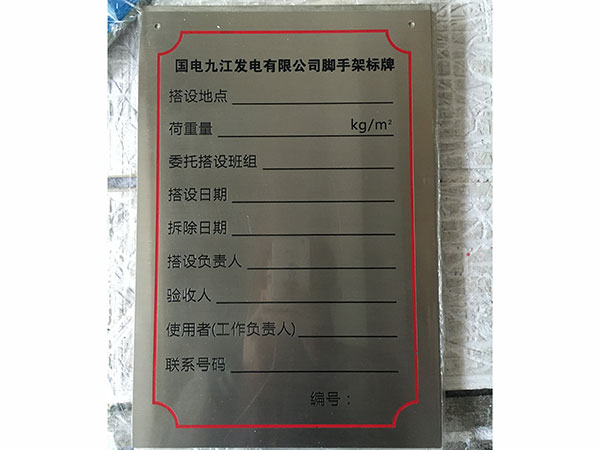 国电九江发电有限公司脚手架标牌
搭设地点
荷重量 kg/m²
委托搭设班组
搭设日期
拆除日期
搭设负责人
验收人
使用者(工作负责人)
联系号码
编号：